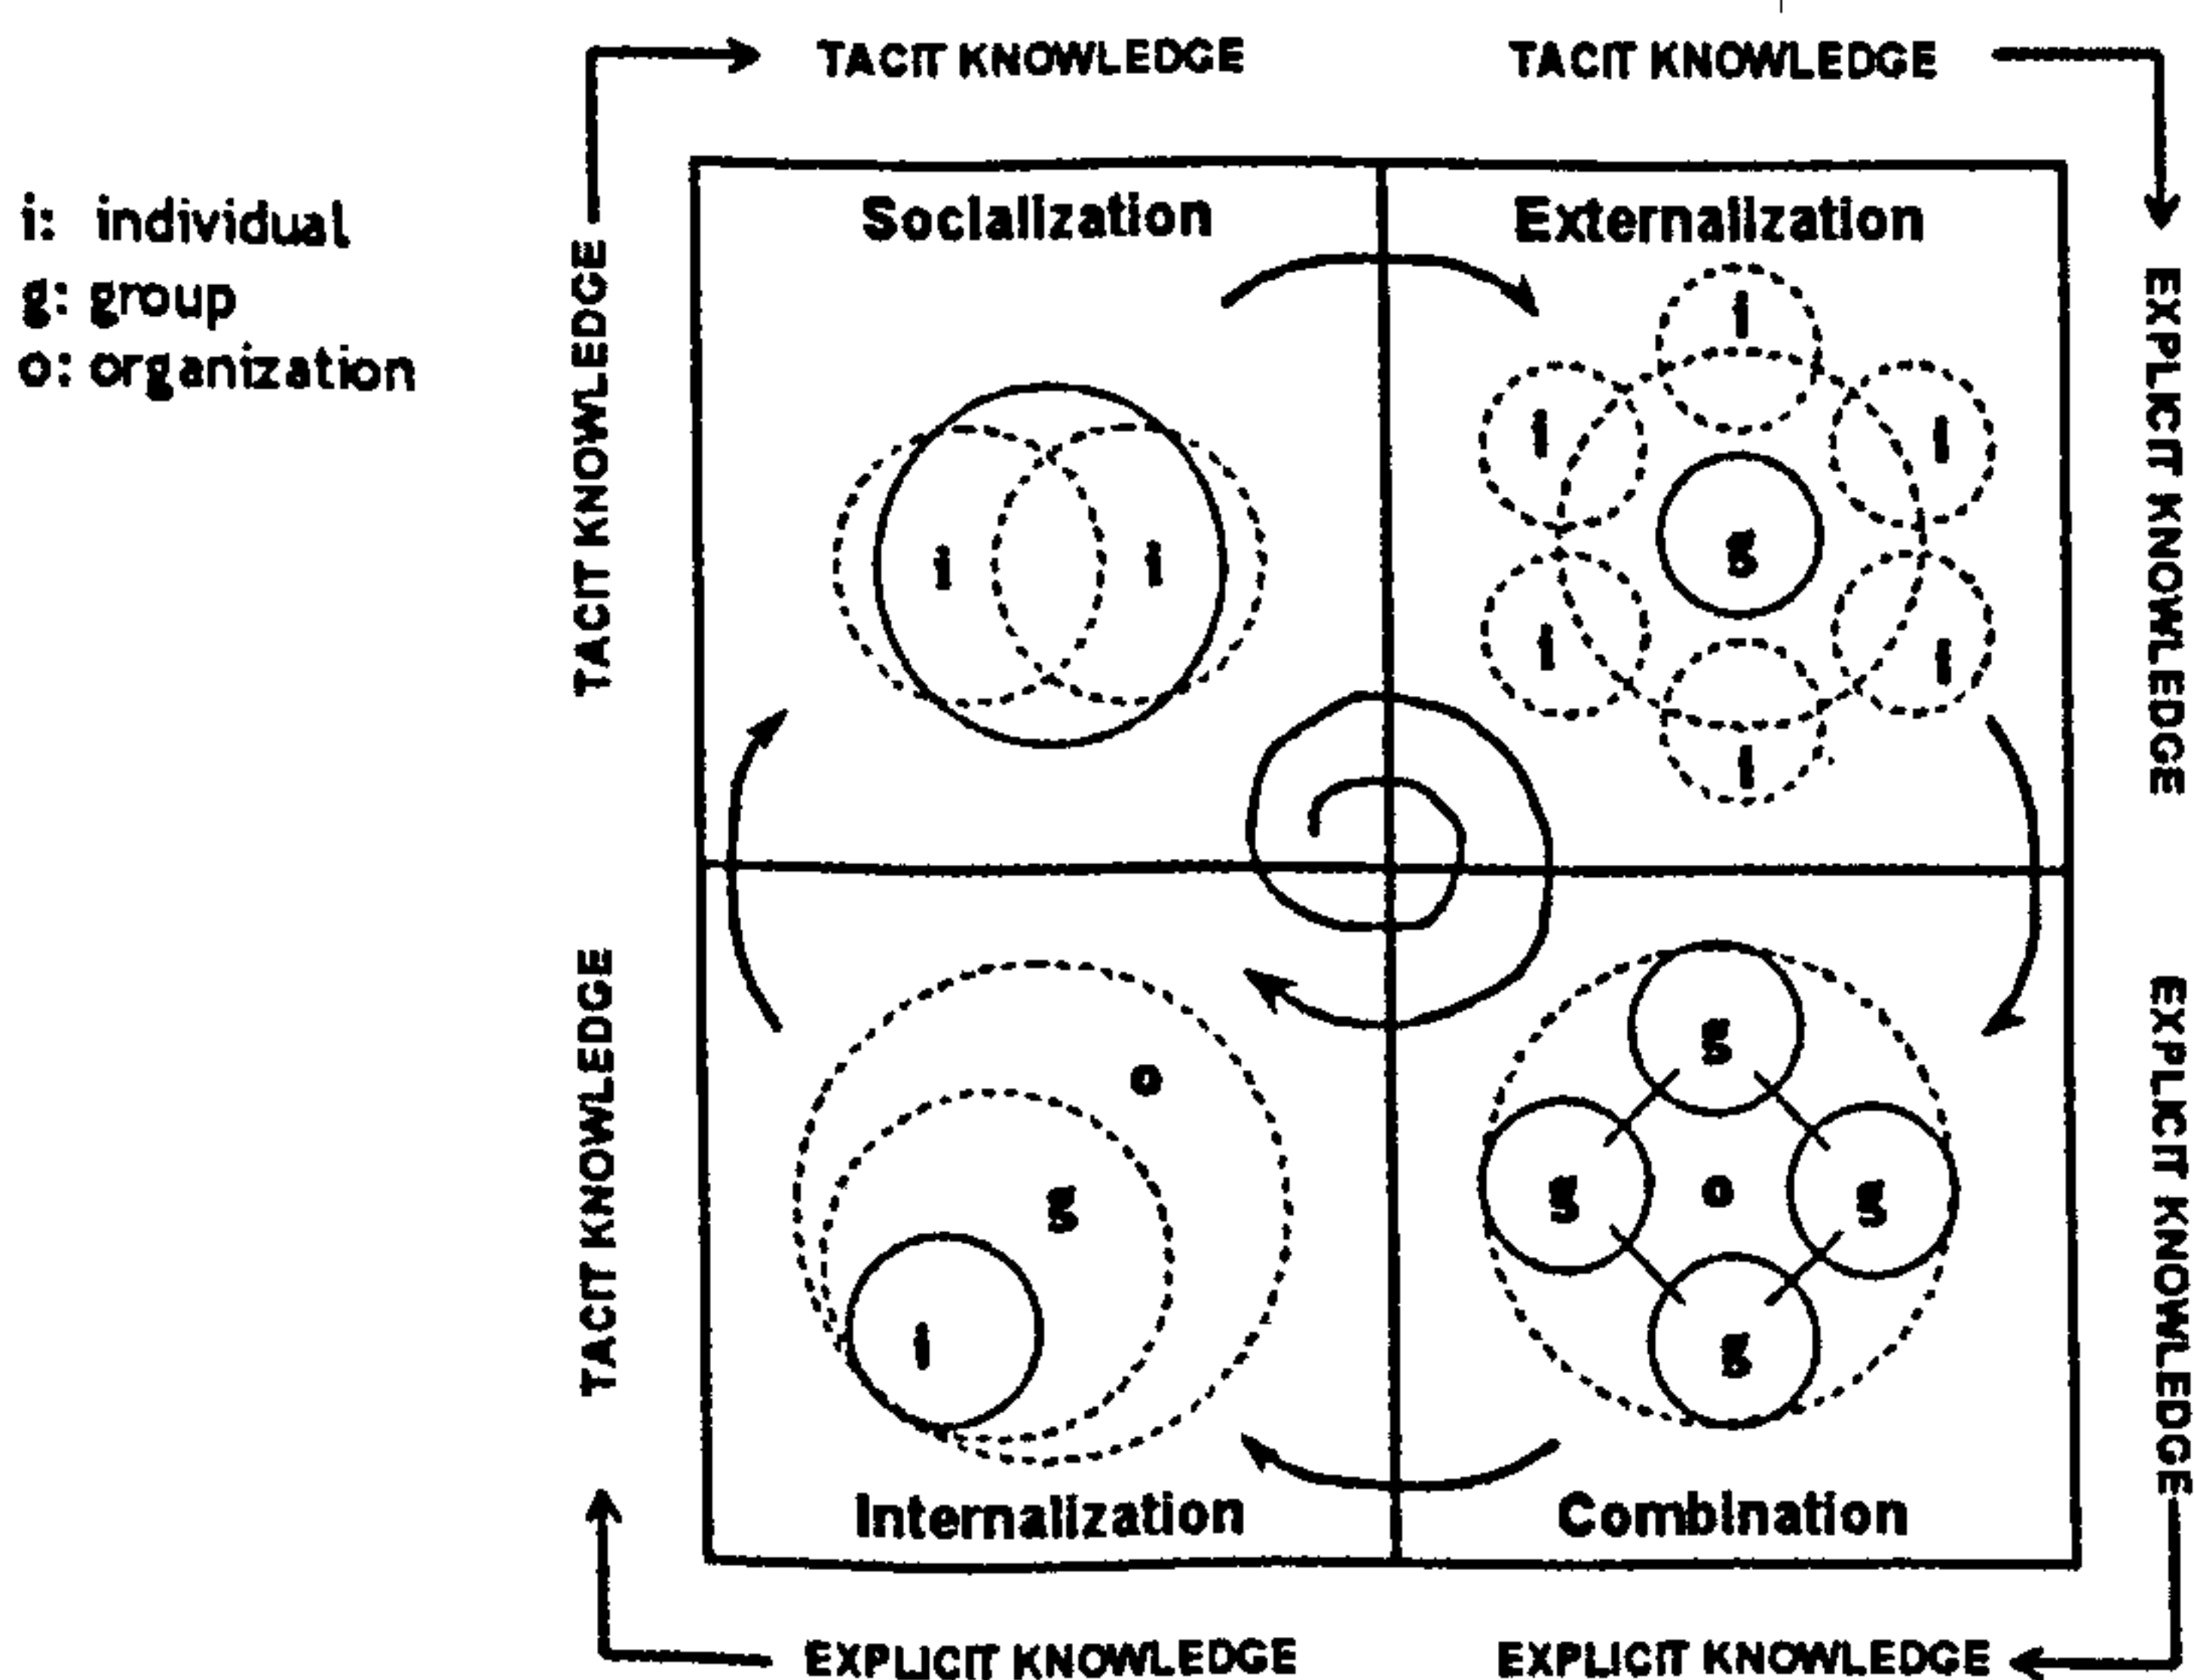 TACIT KNOWLEDGE
TACIT KNOWLEDGE
i: individual
g: group
o: organization
TACIT KNOWLEDGE
Socialization
Externalization
EXPLICIT KNOWLEDGE
i
i
i
i
i
g
i
i
i
TACIT KNOWLEDGE
o
g
i
g
g
o
g
g
EXPLICIT KNOWLEDGE
Internalization
Combination
EXPLICIT KNOWLEDGE
EXPLICIT KNOWLEDGE